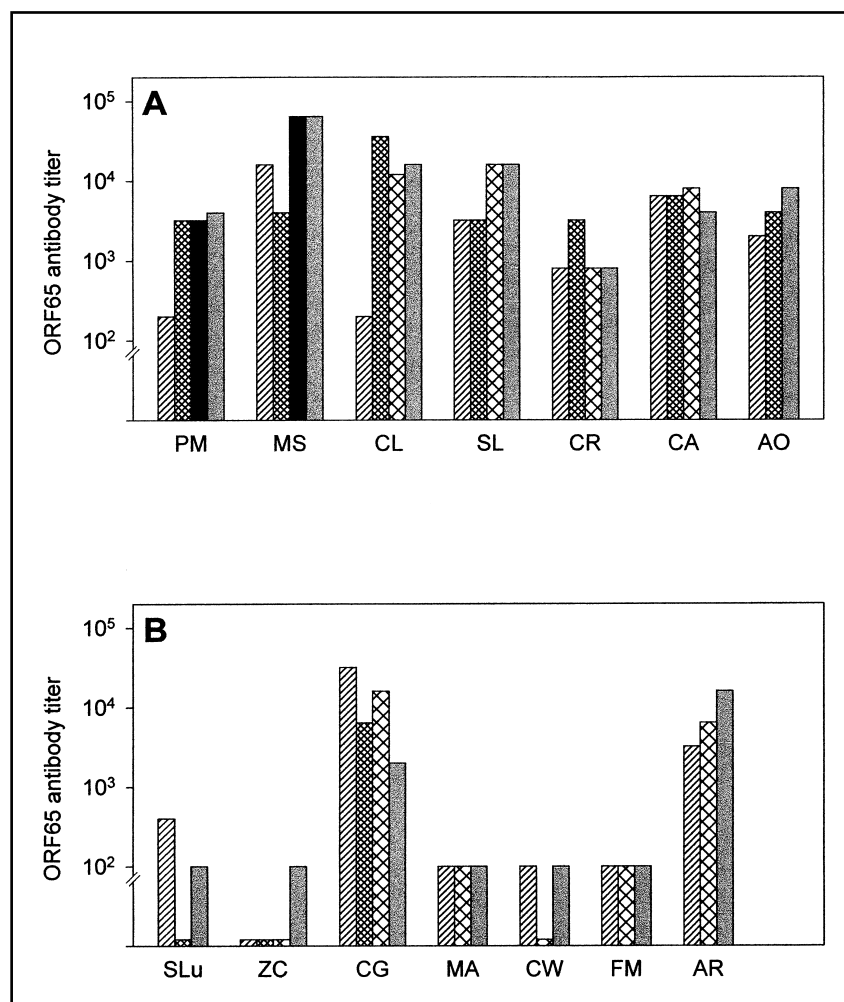 A
ORF65 antibody titer
10⁵
10⁴
10³
10²
PM MS CL SL CR CA AO
B
ORF65 antibody titer
10⁵
10⁴
10³
10²
SLu ZC CG MA CW FM AR